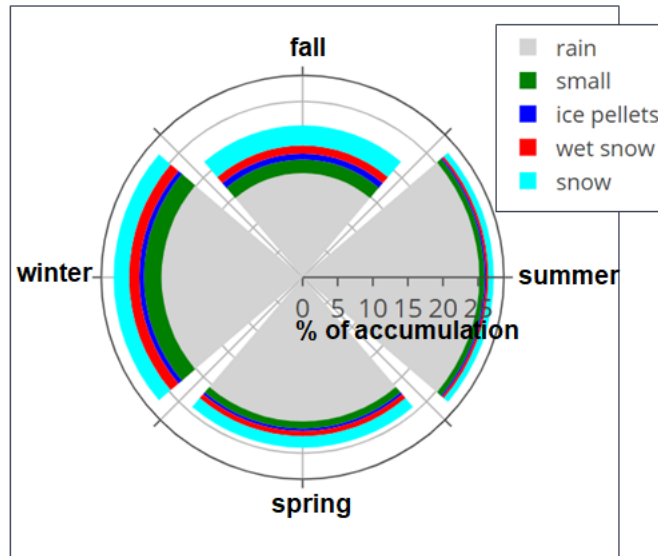 fall
rain
small
ice pellets
wet snow
snow
winter
summer
0 5 10 15 20 25
% of accumulation
spring